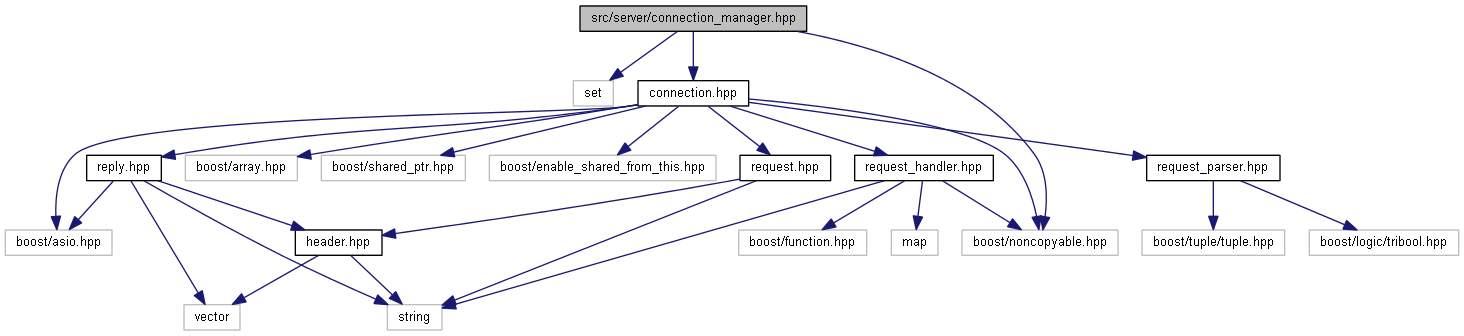 src/server/connection_manager.hpp
set
connection.hpp
reply.hpp
boost/array.hpp
boost/shared_ptr.hpp
boost/enable_shared_from_this.hpp
request.hpp
request_handler.hpp
request_parser.hpp
boost/asio.hpp
header.hpp
boost/function.hpp
map
boost/noncopyable.hpp
boost/tuple/tuple.hpp
boost/logic/tribool.hpp
vector
string